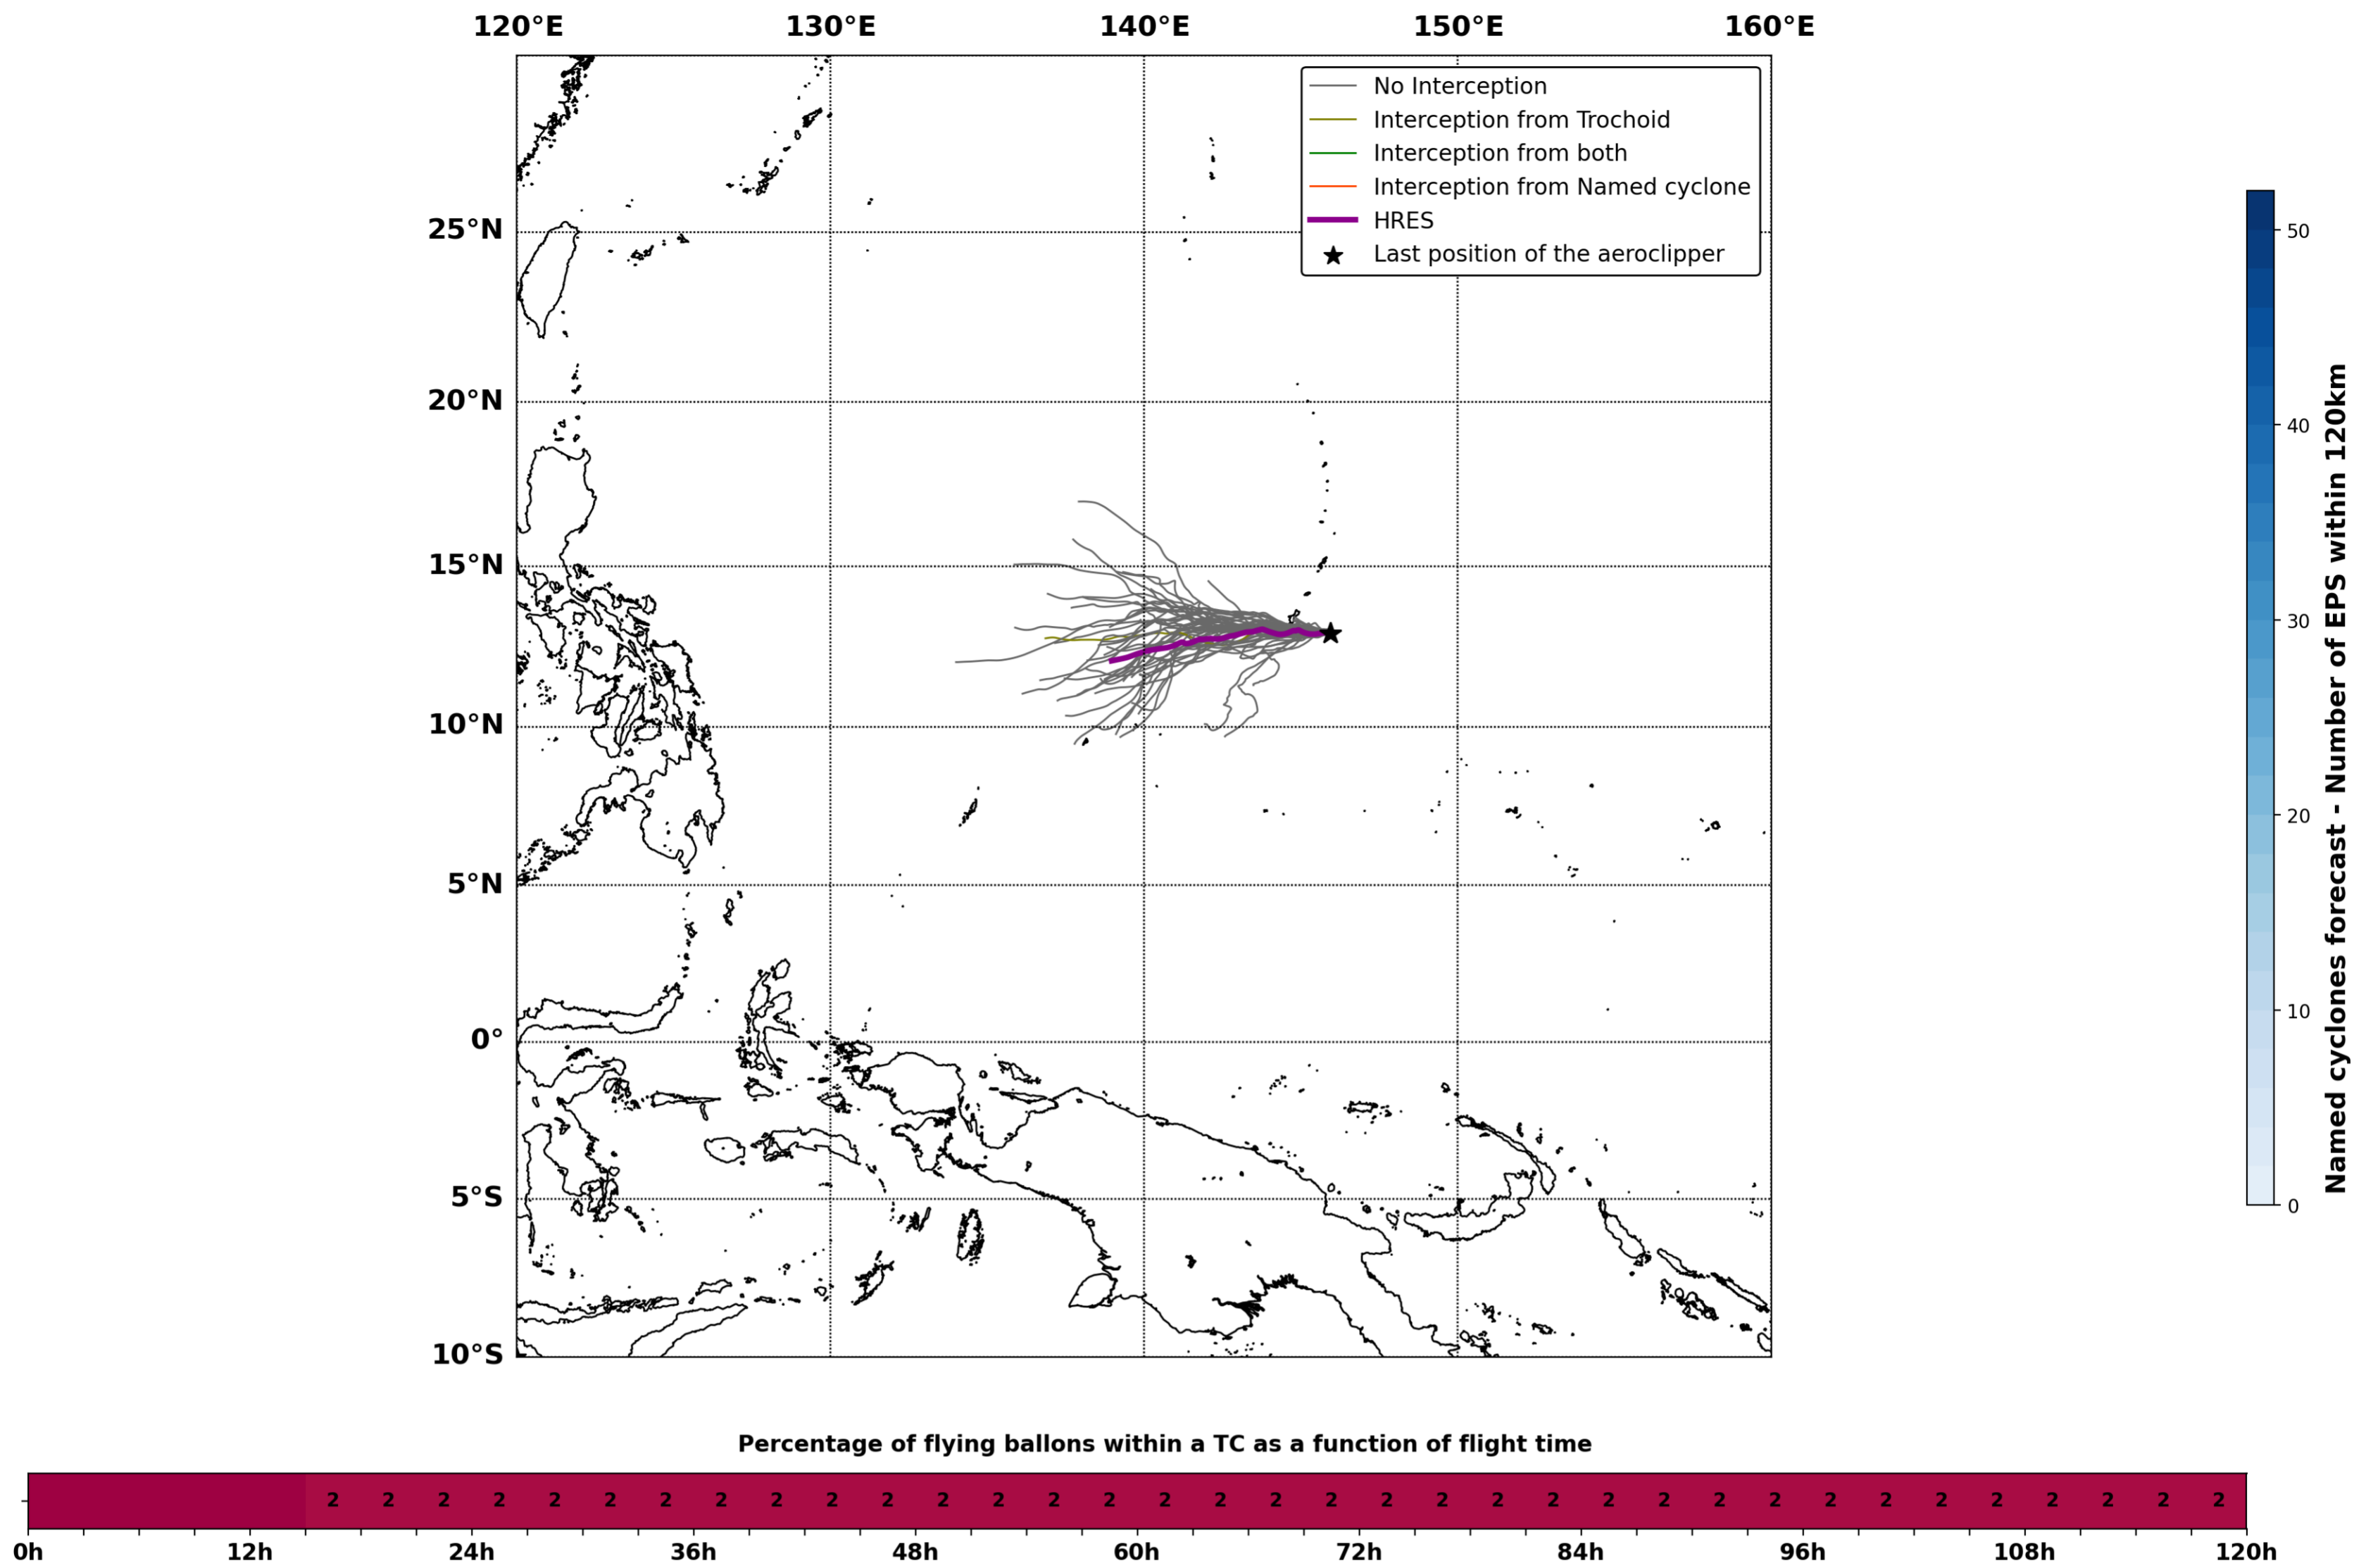 120°E 130°E 140°E 150°E 160°E
No Interception
Interception from Trochoid
Interception from both
Interception from Named cyclone
HRES
Last position of the aeroclipper
25°N
20°N
15°N
10°N
5°N
0°
5°S
10°S
50
40
30
20
10
0
Named cyclones forecast - Number of EPS within 120km
Percentage of flying ballons within a TC as a function of flight time
2 2 2 2 2 2 2 2 2 2 2 2 2 2 2 2 2 2 2 2 2 2 2 2 2 2 2 2 2 2 2 2 2 2 2
0h 12h 24h 36h 48h 60h 72h 84h 96h 108h 120h